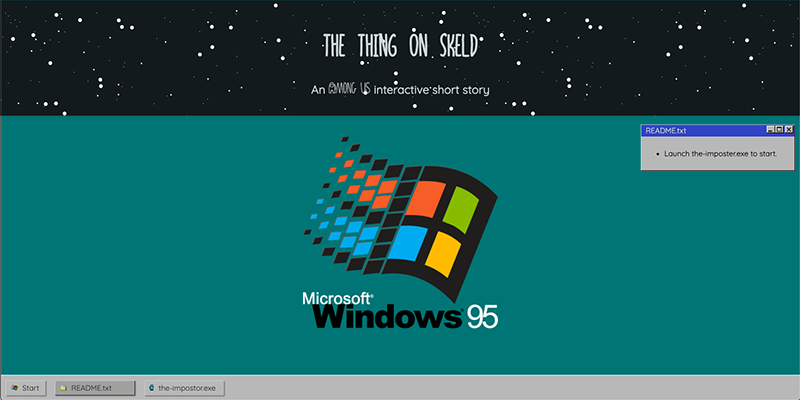 THE THING ON SKELD
An AMONG US interactive short story
README.txt
Launch the-imposter.exe to start.
Microsoft®
Windows 95
Start
README.txt
the-impostor.exe